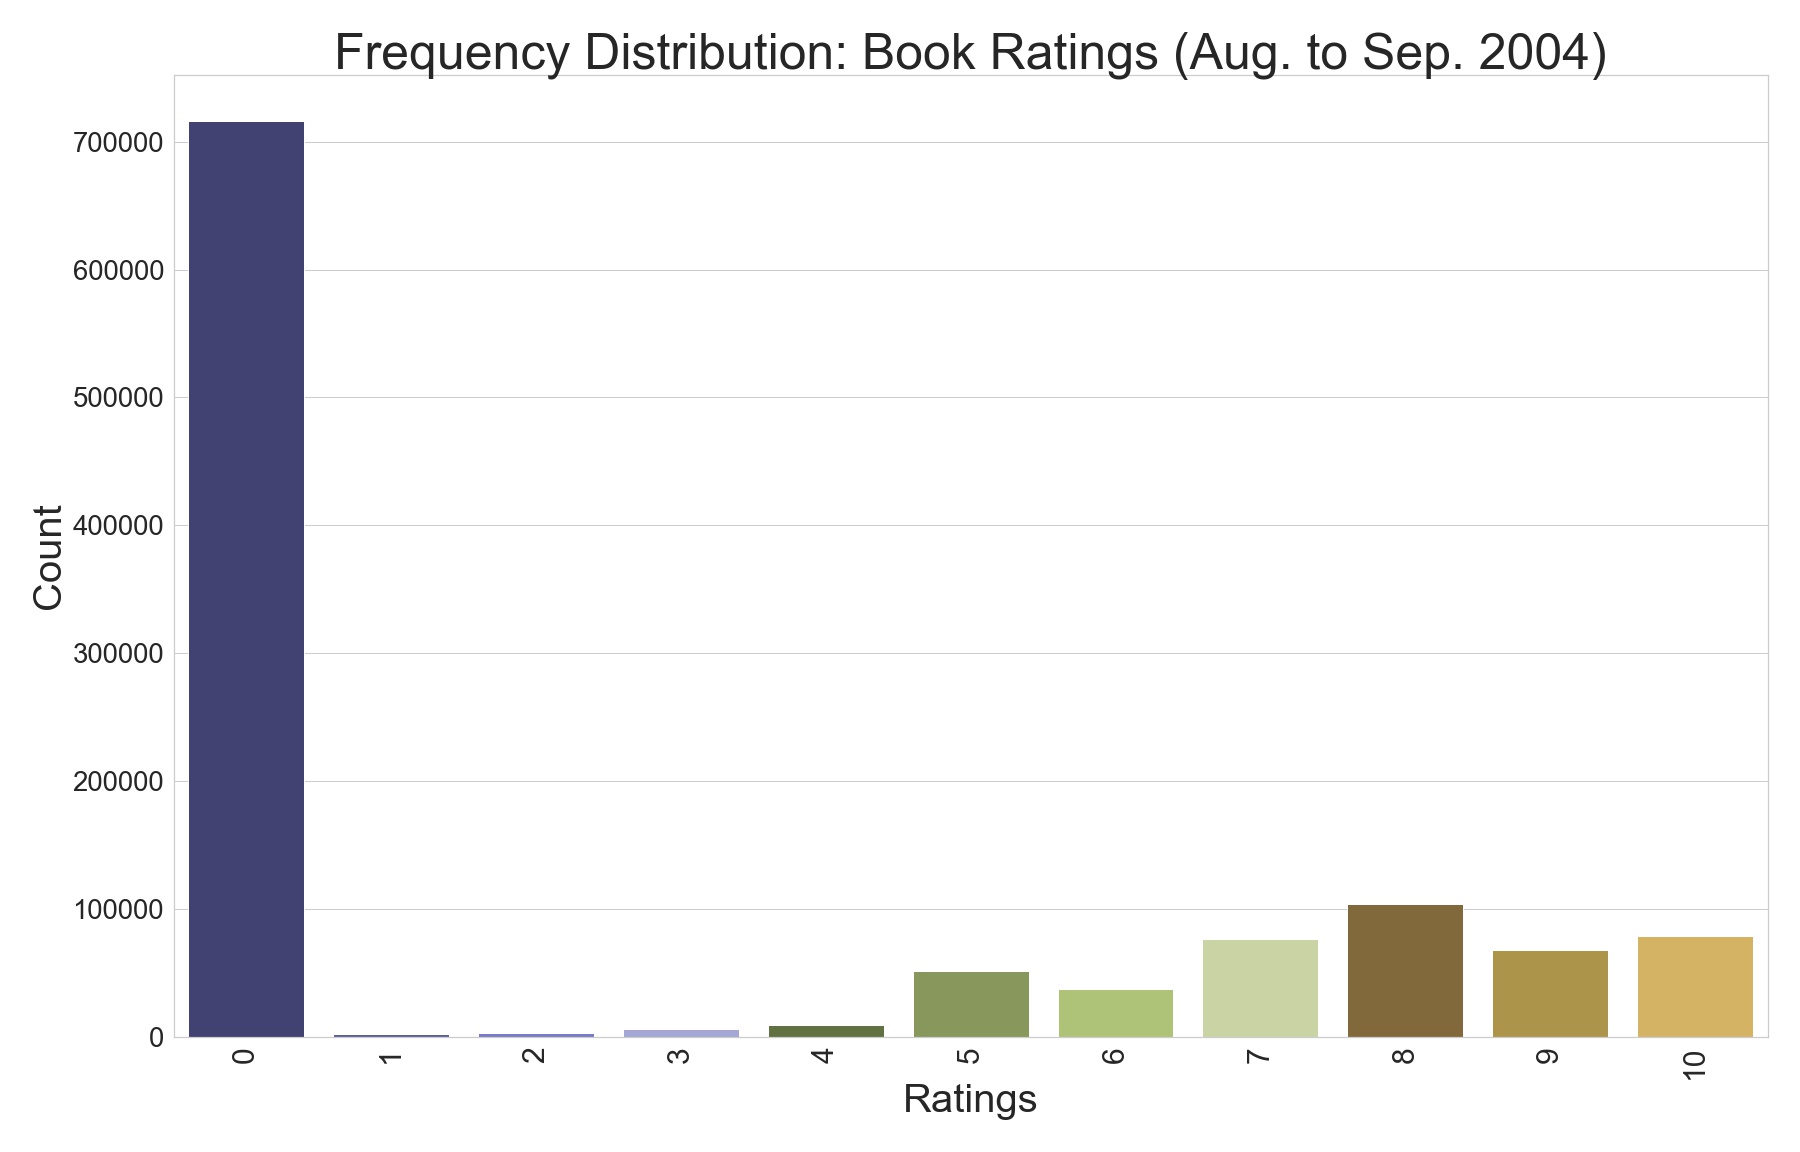 Frequency Distribution: Book Ratings (Aug. to Sep. 2004)
700000
600000
500000
400000
300000
200000
100000
0
Count
0 1 2 3 4 5 6 7 8 9 10
Ratings